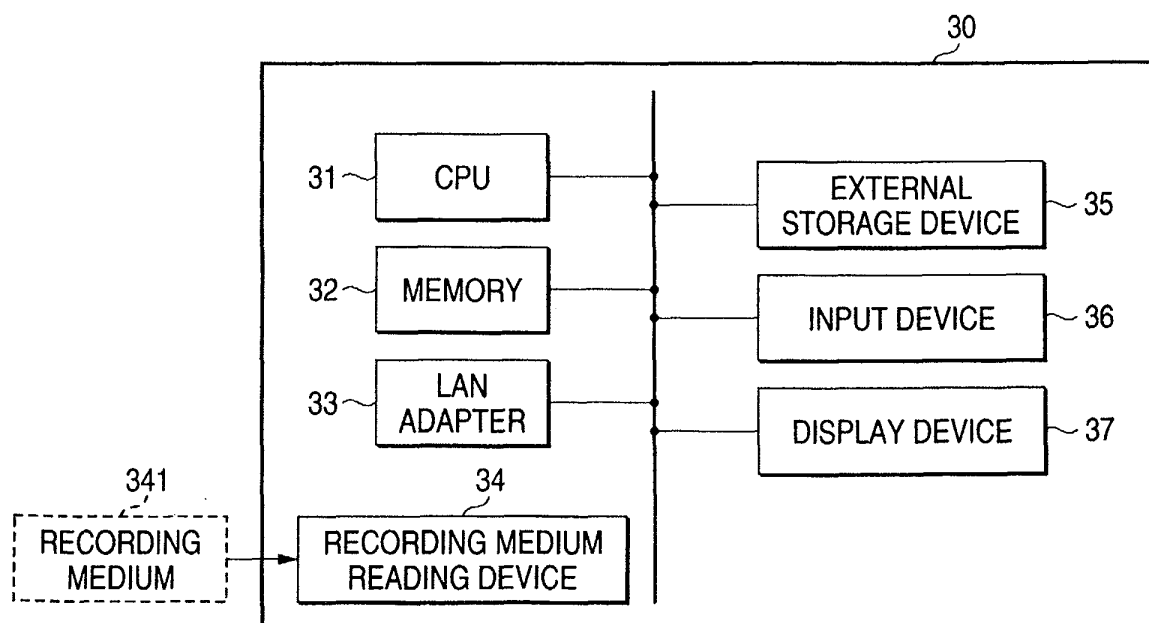 30
31
CPU
32
MEMORY
33
LAN
ADAPTER
341
RECORDING
MEDIUM
34
RECORDING MEDIUM
READING DEVICE
EXTERNAL
STORAGE DEVICE
35
INPUT DEVICE
36
DISPLAY DEVICE
37